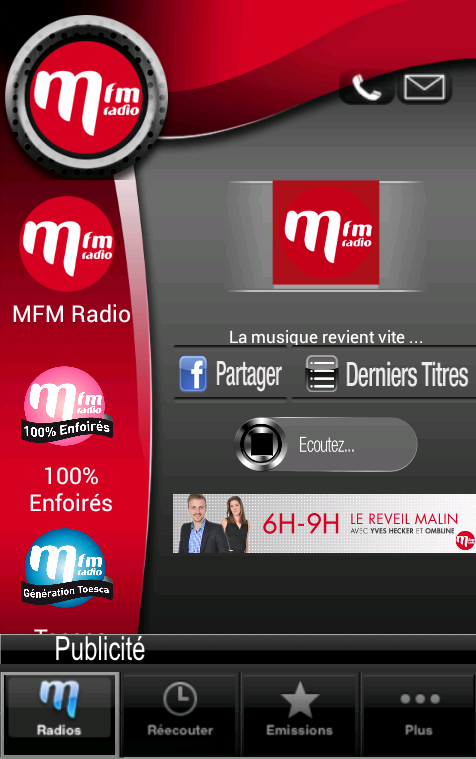 m fm
radio
m fm
radio
MFM Radio
m fm
radio
100% Enfoirés
100%
Enfoirés
m fm
radio
Génération Toesca
m fm
radio
La musique revient vite ...
f Partager
Derniers Titres
Ecoutez...
6H-9H
LE REVEIL MALIN
AVEC YVES HECKER ET OMBLINE
m
Publicité
m
Radios
Réecouter
Emissions
Plus